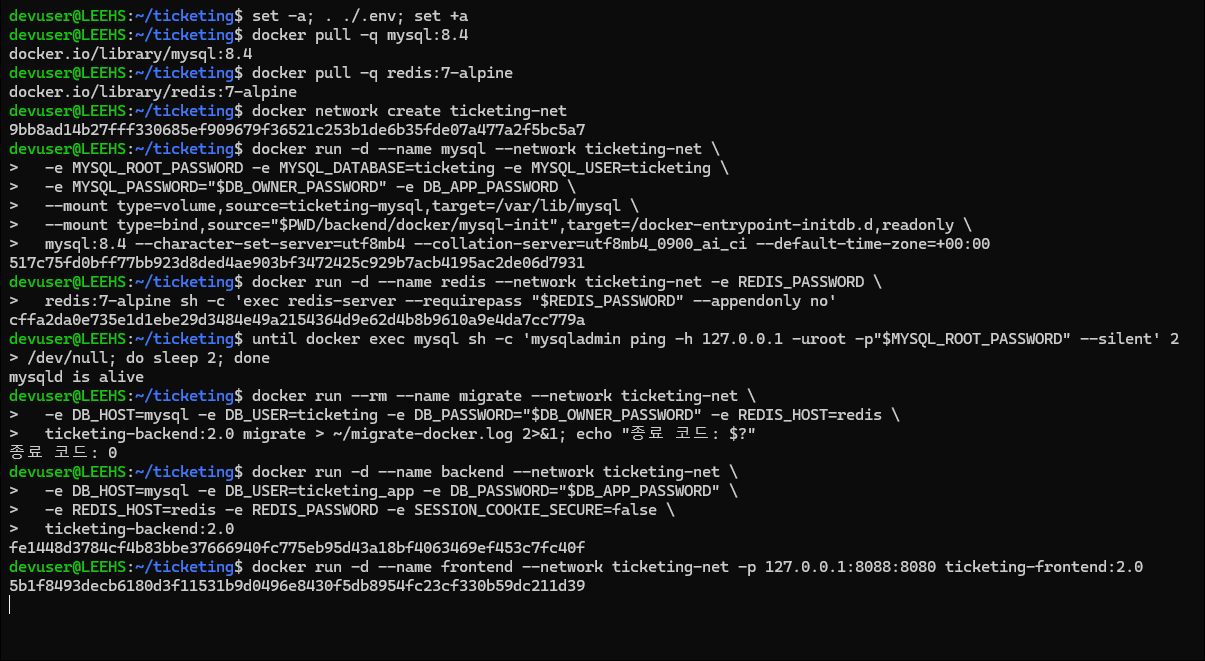 devuser@LEEHS:~/ticketing$ set -a; . ./.env; set +a
devuser@LEEHS:~/ticketing$ docker pull -q mysql:8.4
docker.io/library/mysql:8.4
devuser@LEEHS:~/ticketing$ docker pull -q redis:7-alpine
docker.io/library/redis:7-alpine
devuser@LEEHS:~/ticketing$ docker network create ticketing-net
9bb8ad14b27fff330685ef909679f36521c253b1de6b35fde07a477a2f5bc5a7
devuser@LEEHS:~/ticketing$ docker run -d --name mysql --network ticketing-net \
>   -e MYSQL_ROOT_PASSWORD -e MYSQL_DATABASE=ticketing -e MYSQL_USER=ticketing \
>   -e MYSQL_PASSWORD="$DB_OWNER_PASSWORD" -e DB_APP_PASSWORD \
>   --mount type=volume,source=ticketing-mysql,target=/var/lib/mysql \
>   --mount type=bind,source="$PWD/backend/docker/mysql-init",target=/docker-entrypoint-initdb.d,readonly \
>   mysql:8.4 --character-set-server=utf8mb4 --collation-server=utf8mb4_0900_ai_ci --default-time-zone=+00:00
517c75fd0bff77bb923d8ded4ae903bf3472425c929b7acb4195ac2de06d7931
devuser@LEEHS:~/ticketing$ docker run -d --name redis --network ticketing-net -e REDIS_PASSWORD \
>   redis:7-alpine sh -c 'exec redis-server --requirepass "$REDIS_PASSWORD" --appendonly no'
cffa2da0e735e1d1ebe29d3484e49a2154364d9e62d4b8b9610a9e4da7cc779a
devuser@LEEHS:~/ticketing$ until docker exec mysql sh -c 'mysqladmin ping -h 127.0.0.1 -uroot -p"$MYSQL_ROOT_PASSWORD" --silent' 2
> /dev/null; do sleep 2; done
mysqld is alive
devuser@LEEHS:~/ticketing$ docker run --rm --name migrate --network ticketing-net \
>   -e DB_HOST=mysql -e DB_USER=ticketing -e DB_PASSWORD="$DB_OWNER_PASSWORD" -e REDIS_HOST=redis \
>   ticketing-backend:2.0 migrate > ~/migrate-docker.log 2>&1; echo "종료 코드: $?"
종료 코드: 0
devuser@LEEHS:~/ticketing$ docker run -d --name backend --network ticketing-net \
>   -e DB_HOST=mysql -e DB_USER=ticketing_app -e DB_PASSWORD="$DB_APP_PASSWORD" \
>   -e REDIS_HOST=redis -e REDIS_PASSWORD -e SESSION_COOKIE_SECURE=false \
>   ticketing-backend:2.0
fe1448d3784cf4b83bbe37666940fc775eb95d43a18bf4063469ef453c7fc40f
devuser@LEEHS:~/ticketing$ docker run -d --name frontend --network ticketing-net -p 127.0.0.1:8088:8080 ticketing-frontend:2.0
5b1f8493decb6180d3f11531b9d0496e8430f5db8954fc23cf330b59dc211d39